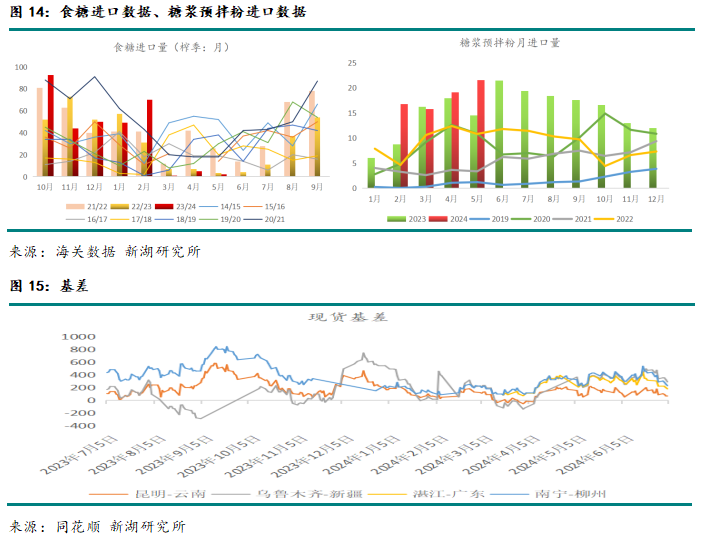 图 14：食糖进口数据、糖浆预拌粉进口数据
食糖进口量（榨季：月）
100
80
60
40
20
0
10月 11月 12月 1月 2月 3月 4月 5月 6月 7月 8月 9月
21/22 22/23 23/24 14/15 15/16
16/17 17/18 18/19 19/20 20/21
糖浆预拌粉月进口量
25
20
15
10
5
0
1月 2月 3月 4月 5月 6月 7月 8月 9月 10月 11月 12月
2023 2024 2019 2020 2021 2022
来源：海关数据 新湖研究所
图 15：基差
现货基差
1000
800
600
400
200
0
-200
-400
2023年7月5日 2023年8月5日 2023年9月5日 2023年10月5日 2023年11月5日 2023年12月5日 2024年1月5日 2024年2月5日 2024年3月5日 2024年4月5日 2024年5月5日 2024年6月5日
昆明-云南 乌鲁木齐-新疆 湛江-广东 南宁-柳州
来源：同花顺 新湖研究所